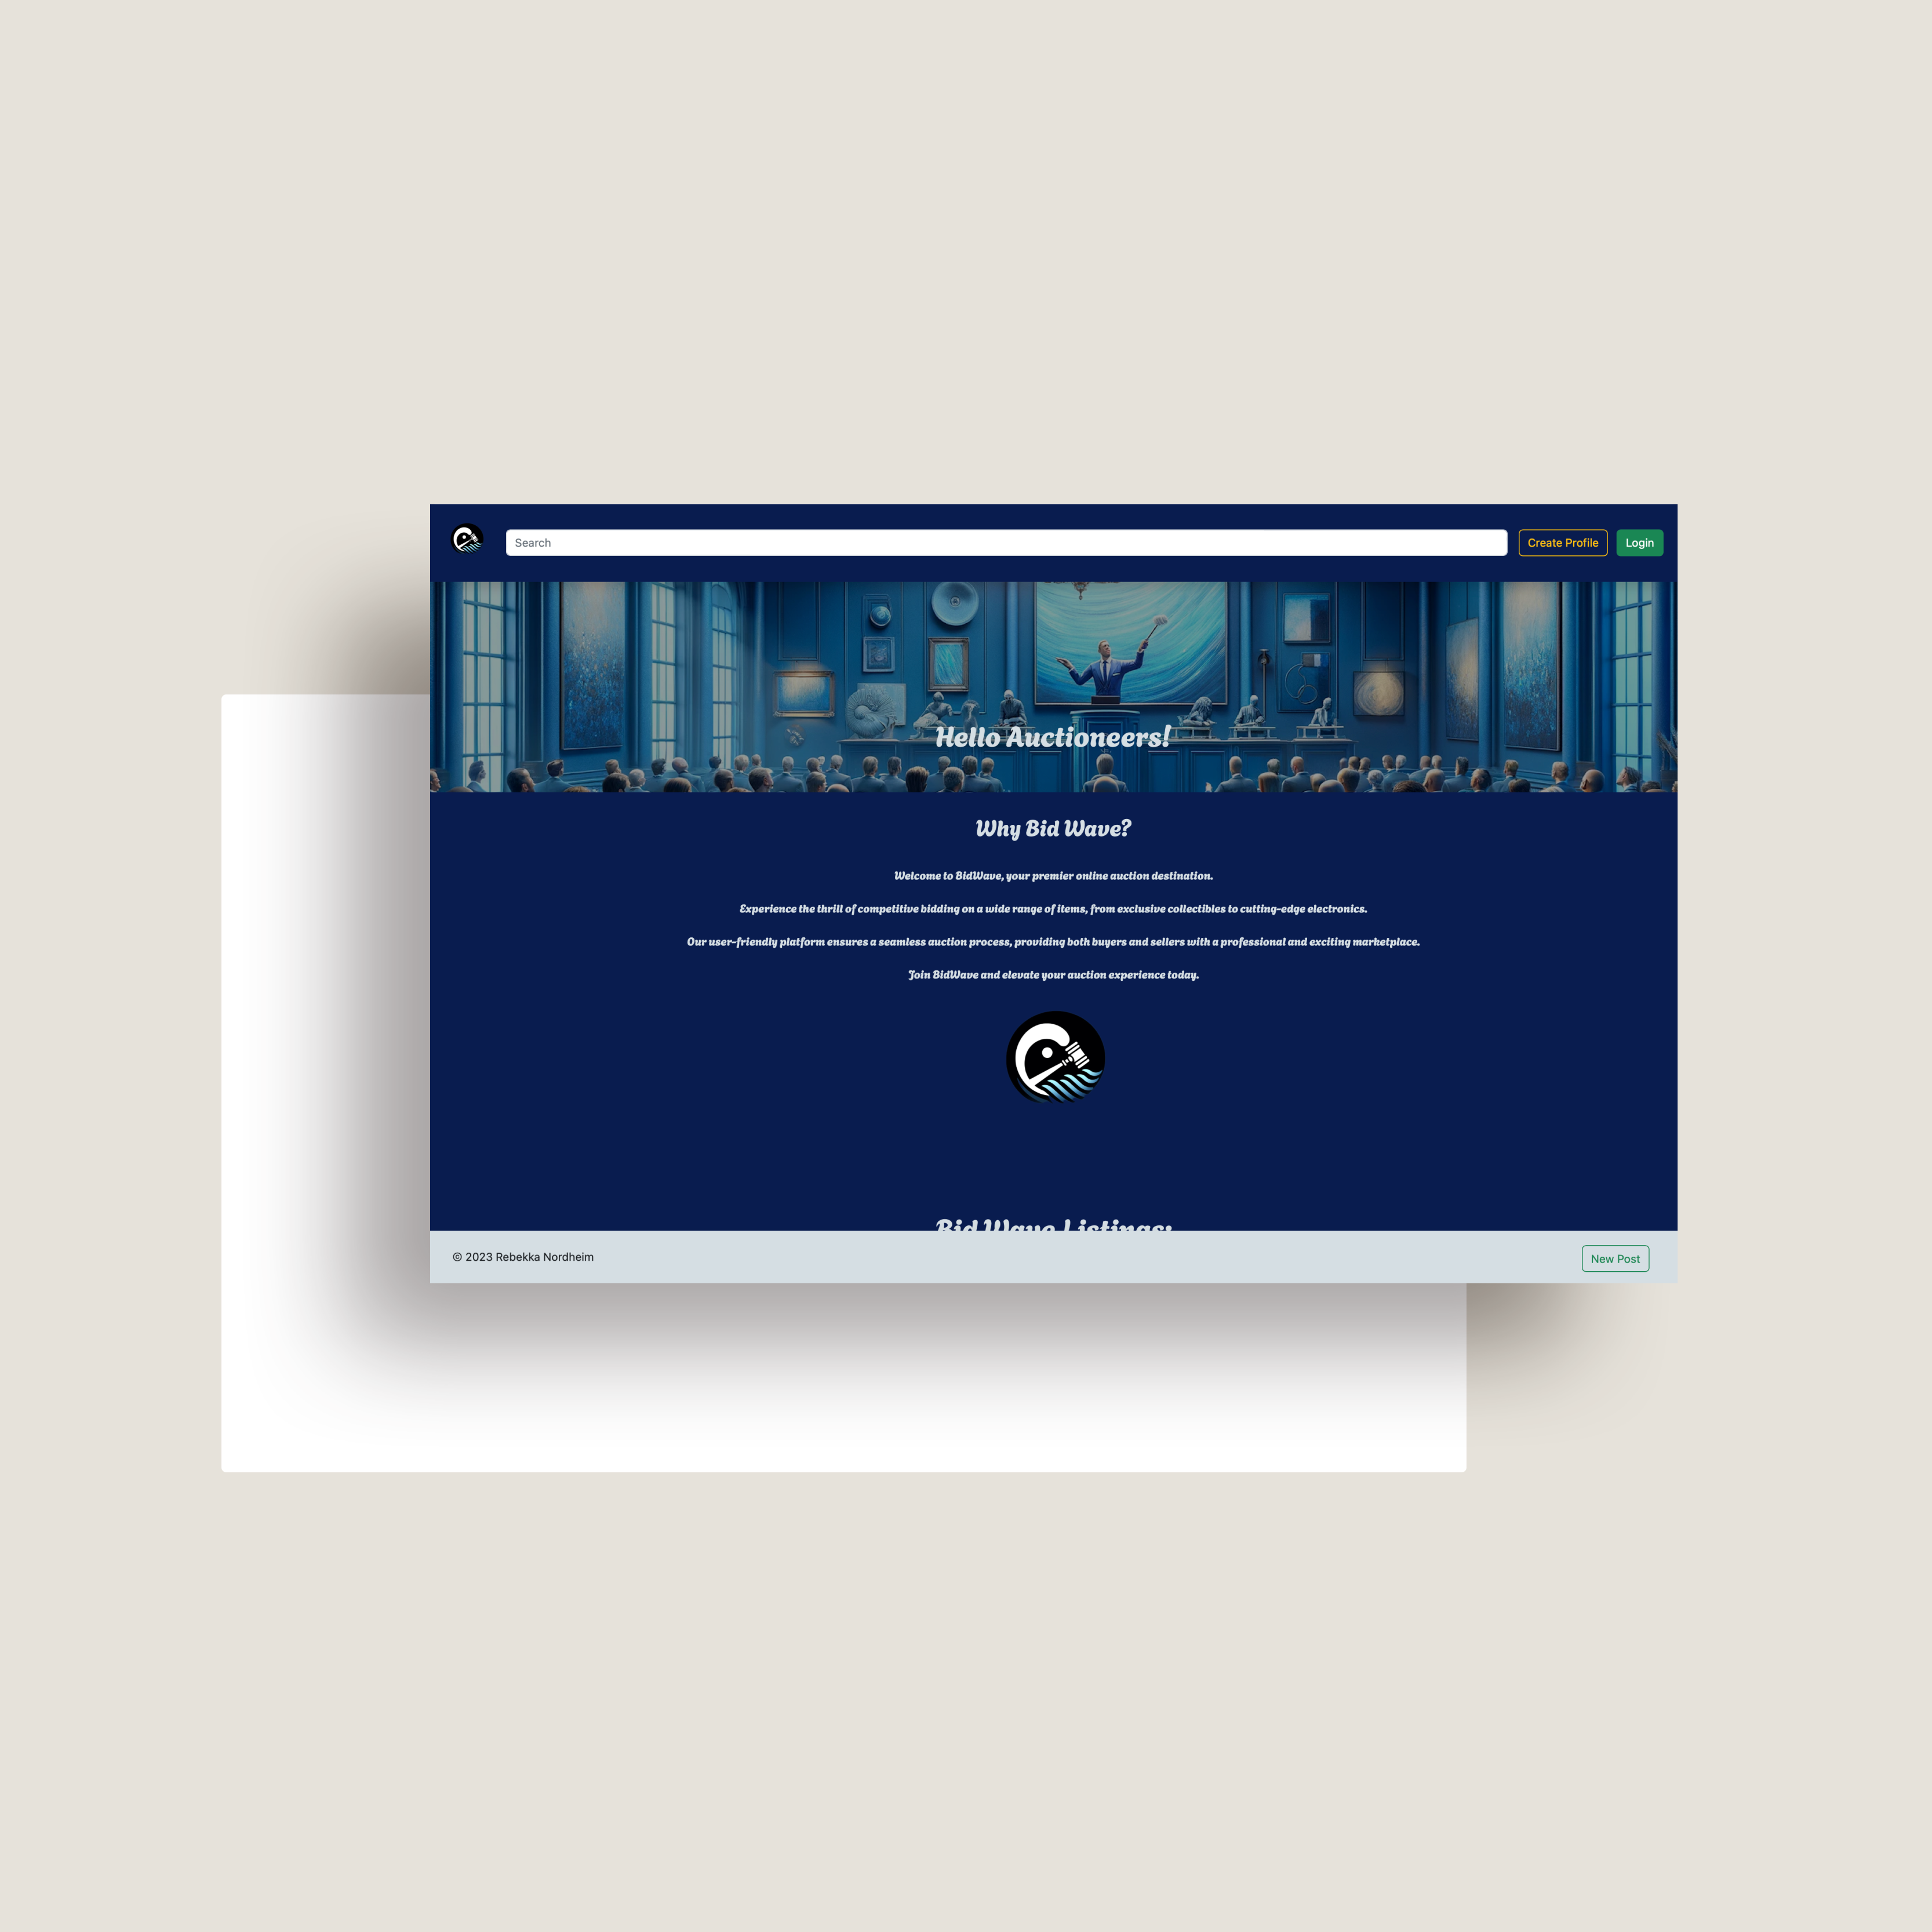 Search
Create Profile
Login
Hello Auctioneers!
Why Bid Wave?
Welcome to BidWave, your premier online auction destination.
Experience the thrill of competitive bidding on a wide range of items, from exclusive collectibles to cutting-edge electronics.
Our user-friendly platform ensures a seamless auction process, providing both buyers and sellers with a professional and exciting marketplace.
Join BidWave and elevate your auction experience today.
Bid Wave Listings:
© 2023 Rebekka Nordheim
New Post